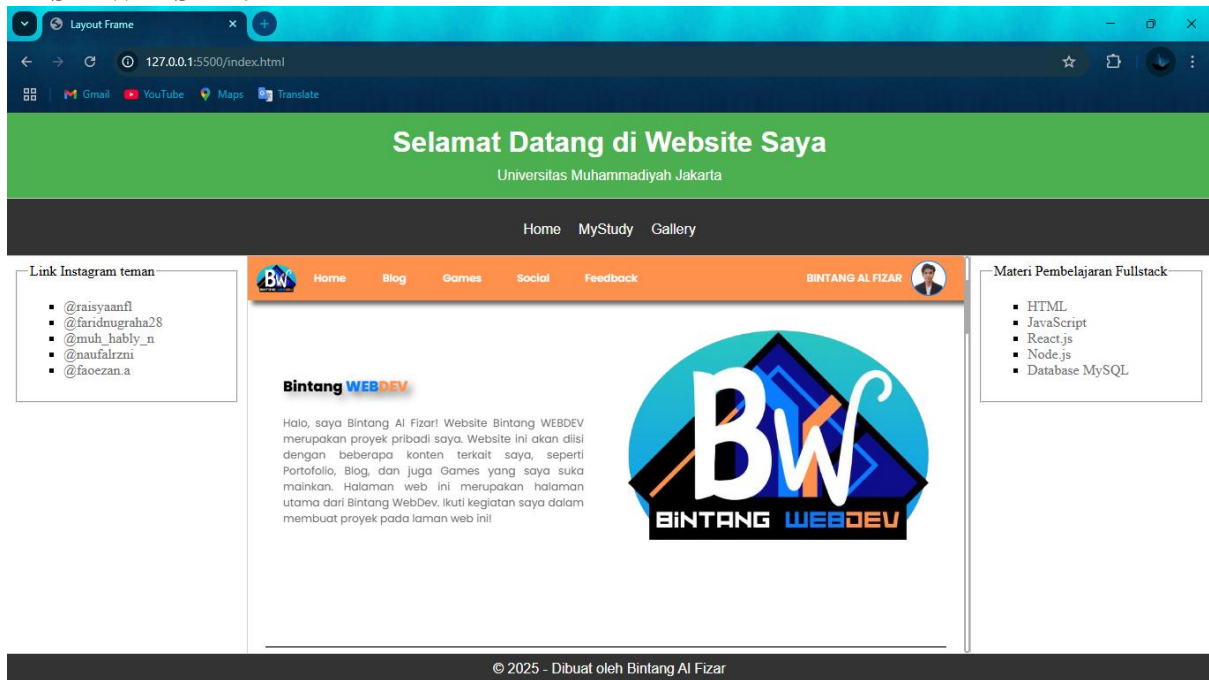 Layout Frame
127.0.0.1:5500/index.html
Gmail YouTube Maps Translate
Selamat Datang di Website Saya
Universitas Muhammadiyah Jakarta
Home MyStudy Gallery
Link Instagram teman
@raisyaanfl
@faridnugraha28
@muh_hably_n
@naufalrzni
@faoezan.a
BW Home Blog Games Social Feedback BINTANG AL FIZAR
Bintang WEBDEV
Halo, saya Bintang Al Fizar! Website Bintang WEBDEV
merupakan proyek pribadi saya. Website ini akan diisi
dengan beberapa konten terkait saya, seperti
Portofolio, Blog, dan juga Games yang saya suka
mainkan. Halaman web ini merupakan halaman
utama dari Bintang WebDev. Ikuti kegiatan saya dalam
membuat proyek pada laman web ini!
BW
BINTANG WEBDEV
Materi Pembelajaran Fullstack
HTML
JavaScript
React.js
Node.js
Database MySQL
© 2025 - Dibuat oleh Bintang Al Fizar